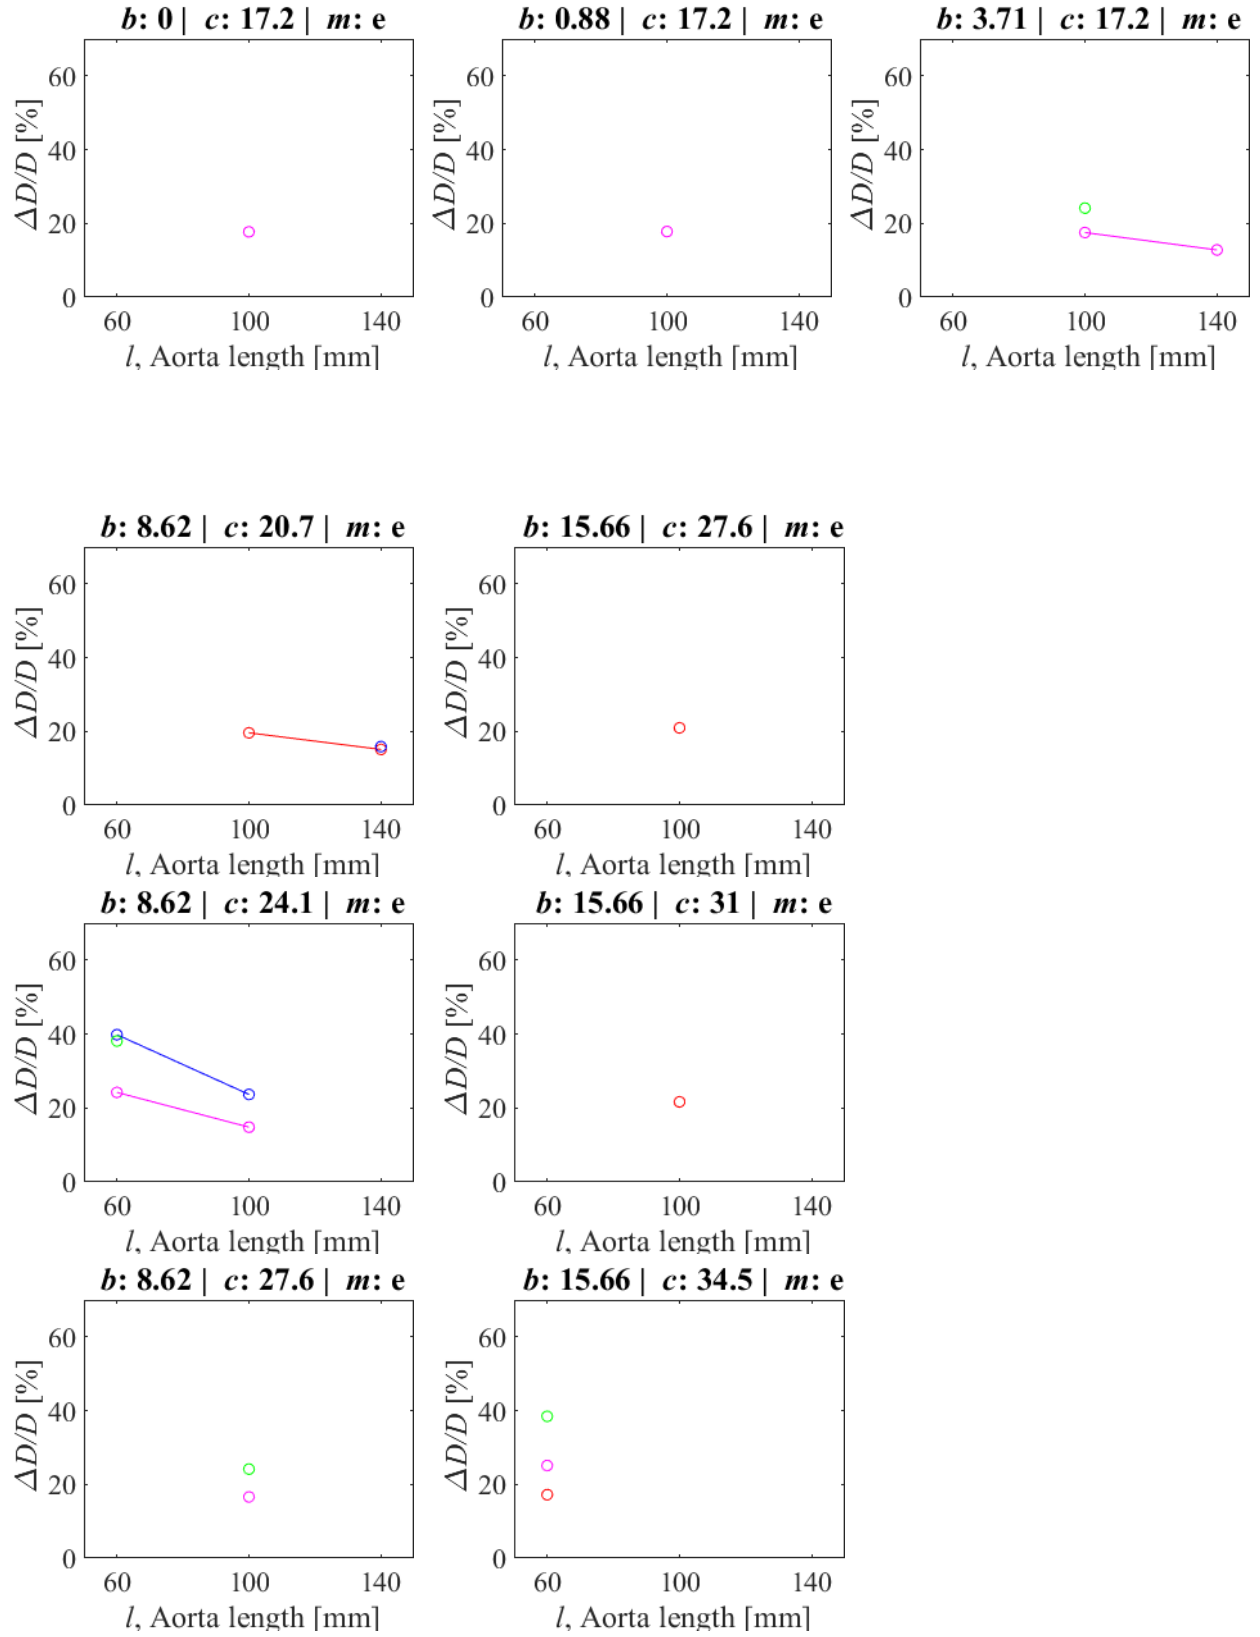 b: 0 | c: 17.2 | m: e
b: 0.88 | c: 17.2 | m: e
b: 3.71 | c: 17.2 | m: e
ΔD/D [%]
60
40
20
0
60 100 140
l, Aorta length [mm]
ΔD/D [%]
60
40
20
0
60 100 140
l, Aorta length [mm]
ΔD/D [%]
60
40
20
0
60 100 140
l, Aorta length [mm]
b: 8.62 | c: 20.7 | m: e
ΔD/D [%]
60
40
20
0
60 100 140
l, Aorta length [mm]
b: 15.66 | c: 27.6 | m: e
ΔD/D [%]
60
40
20
0
60 100 140
l, Aorta length [mm]
b: 8.62 | c: 24.1 | m: e
ΔD/D [%]
60
40
20
0
60 100 140
l, Aorta length [mm]
b: 15.66 | c: 31 | m: e
ΔD/D [%]
60
40
20
0
60 100 140
l, Aorta length [mm]
b: 8.62 | c: 27.6 | m: e
ΔD/D [%]
60
40
20
0
60 100 140
l, Aorta length [mm]
b: 15.66 | c: 34.5 | m: e
ΔD/D [%]
60
40
20
0
60 100 140
l, Aorta length [mm]